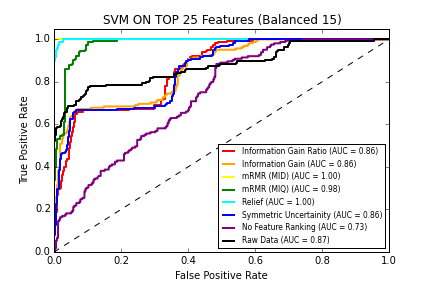 SVM ON TOP 25 Features (Balanced 15)
True Positive Rate
1.0
0.8
0.6
0.4
0.2
0.0
Information Gain Ratio (AUC = 0.86)
Information Gain (AUC = 0.86)
mRMR (MID) (AUC = 1.00)
mRMR (MIQ) (AUC = 0.98)
Relief (AUC = 1.00)
Symmetric Uncertainity (AUC = 0.86)
No Feature Ranking (AUC = 0.73)
Raw Data (AUC = 0.87)
0.0 0.2 0.4 0.6 0.8 1.0
False Positive Rate